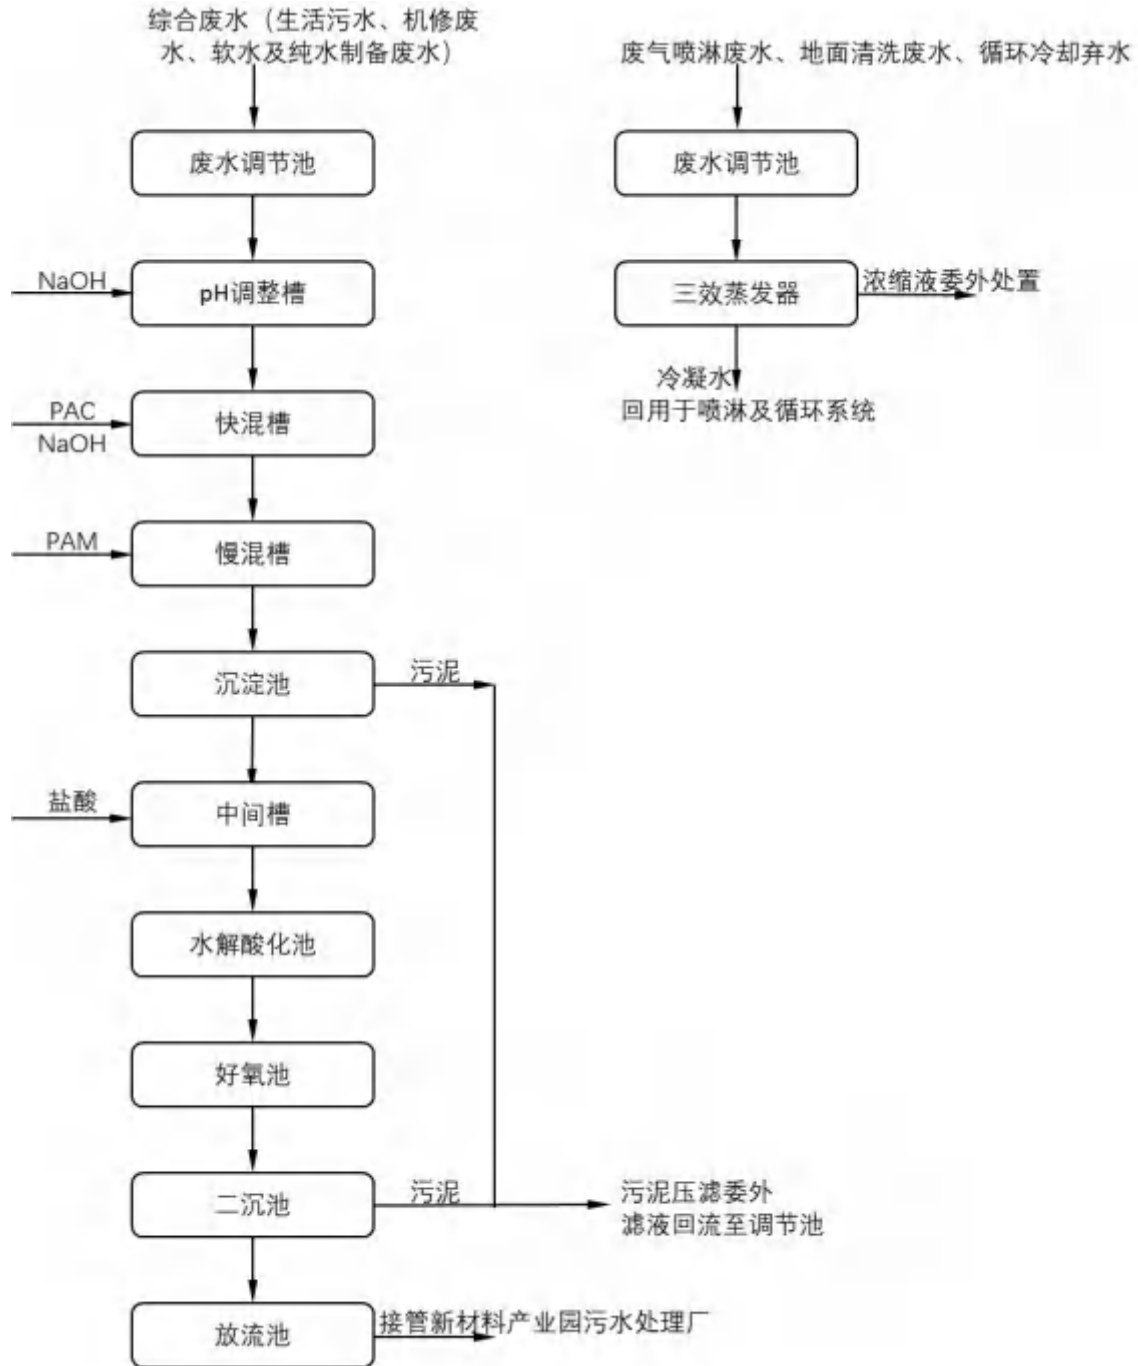 综合废水（生活污水、机修废
水、软水及纯水制备废水）
废水调节池
NaOH
pH调整槽
PAC
NaOH
快混槽
PAM
慢混槽
沉淀池
污泥
盐酸
中间槽
水解酸化池
好氧池
二沉池
污泥
污泥压滤委外
滤液回流至调节池
放流池
接管新材料产业园污水处理厂
废气喷淋废水、地面清洗废水、循环冷却弃水
废水调节池
三效蒸发器
浓缩液委外处置
冷凝水
回用于喷淋及循环系统